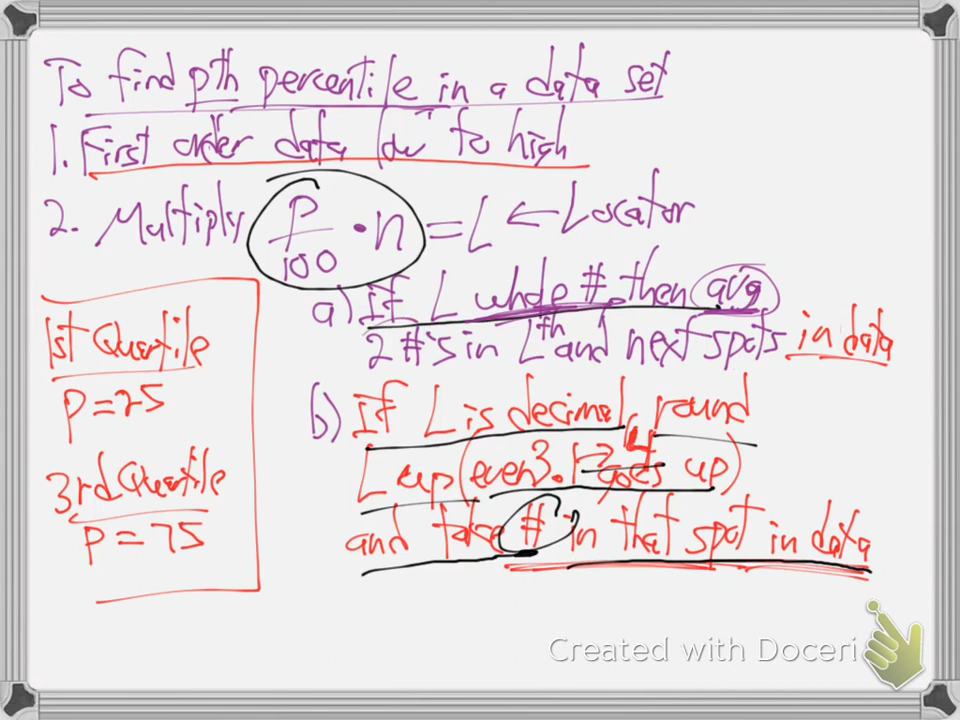 To find pth percentile in a data set
1. First order data low to high
2. Multiply P/100 • n = L ← Locator
a) If L whole # then avg
2 #'s in Lth and next spots in data
b) If L is decimal, round
L up (even 3.1→4 goes up)
and take # in that spot in data
1st Quartile
P = 25
3rd Quartile
P = 75
Created with Doceri